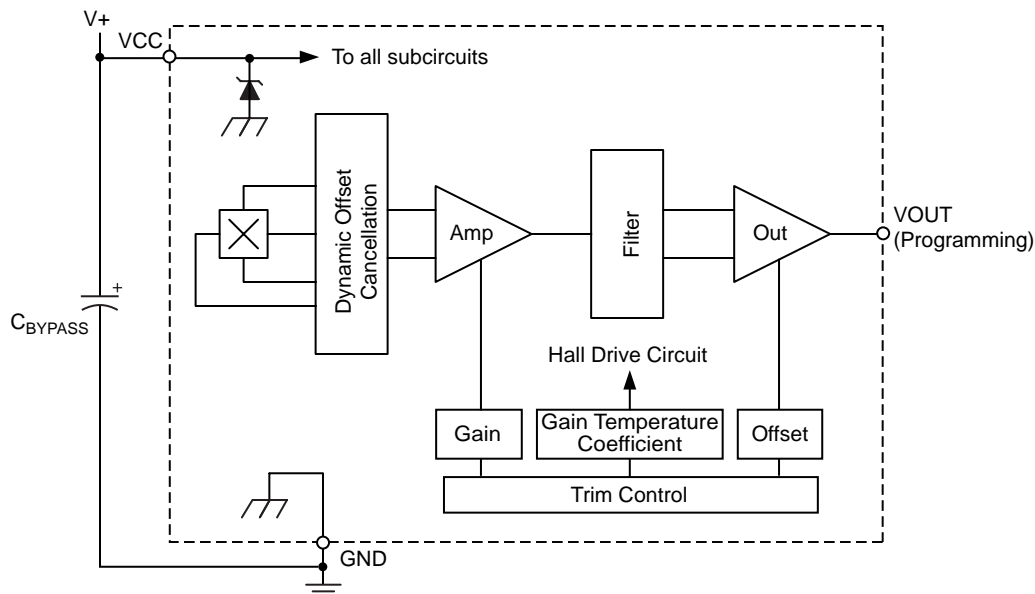 V+
VCC
To all subcircuits
Dynamic Offset
Cancellation
Amp
Filter
Out
VOUT
(Programming)
+
CBYPASS
Hall Drive Circuit
Gain
Gain Temperature
Coefficient
Offset
Trim Control
GND